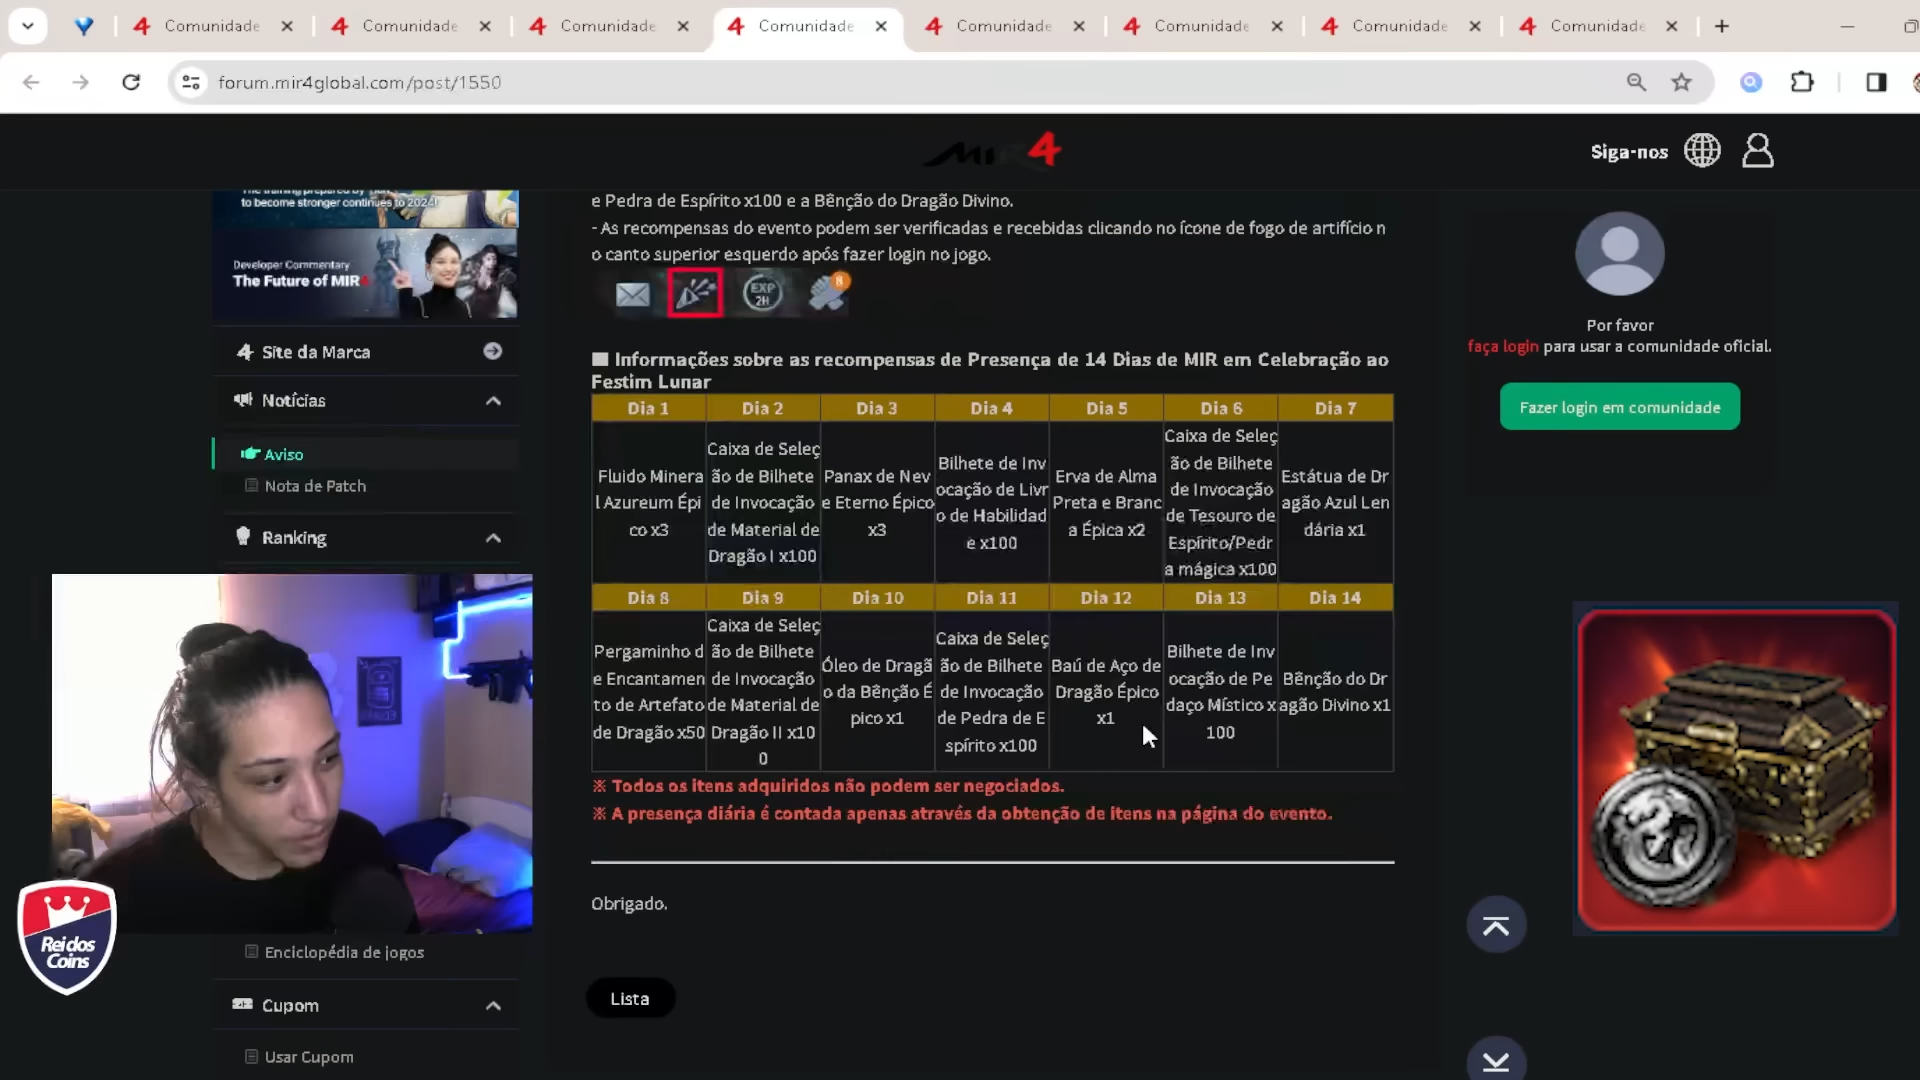 Comunidade
Comunidade
Comunidade
Comunidade
Comunidade
Comunidade
Comunidade
Comunidade
forum.mir4global.com/post/1550
MIR4
Siga-nos
The training prepared by
to become stronger continues to 2024!
Developer Commentary
The Future of MIR4
Site da Marca
Notícias
Aviso
Nota de Patch
Ranking
Enciclopédia de jogos
Cupom
Usar Cupom
Rei dos
Coins
e Pedra de Espírito x100 e a Bênção do Dragão Divino.
- As recompensas do evento podem ser verificadas e recebidas clicando no ícone de fogo de artifício n
o canto superior esquerdo após fazer login no jogo.
EXP
2H
8
■ Informações sobre as recompensas de Presença de 14 Dias de MIR em Celebração ao
Festim Lunar
Dia 1
Dia 2
Dia 3
Dia 4
Dia 5
Dia 6
Dia 7
Fluido Minera
l Azureum Épi
co x3
Caixa de Seleç
ão de Bilhete
de Invocação
de Material de
Dragão I x100
Panax de Nev
e Eterno Épico
x3
Bilhete de Inv
ocação de Livr
o de Habilidad
e x100
Erva de Alma
Preta e Branc
a Épica x2
Caixa de Seleç
ão de Bilhete
de Invocação
de Tesouro de
Espírito/Pedr
a mágica x100
Estátua de Dr
agão Azul Len
dária x1
Dia 8
Dia 9
Dia 10
Dia 11
Dia 12
Dia 13
Dia 14
Pergaminho d
e Encantamen
to de Artefato
de Dragão x50
Caixa de Seleç
ão de Bilhete
de Invocação
de Material de
Dragão II x10
0
Óleo de Dragã
o da Bênção É
pico x1
Caixa de Seleç
ão de Bilhete
de Invocação
de Pedra de E
spírito x100
Baú de Aço de
Dragão Épico
x1
Bilhete de Inv
ocação de Pe
daço Místico x
100
Bênção do Dr
agão Divino x1
※ Todos os itens adquiridos não podem ser negociados.
※ A presença diária é contada apenas através da obtenção de itens na página do evento.
Obrigado.
Lista
Por favor
faça login para usar a comunidade oficial.
Fazer login em comunidade